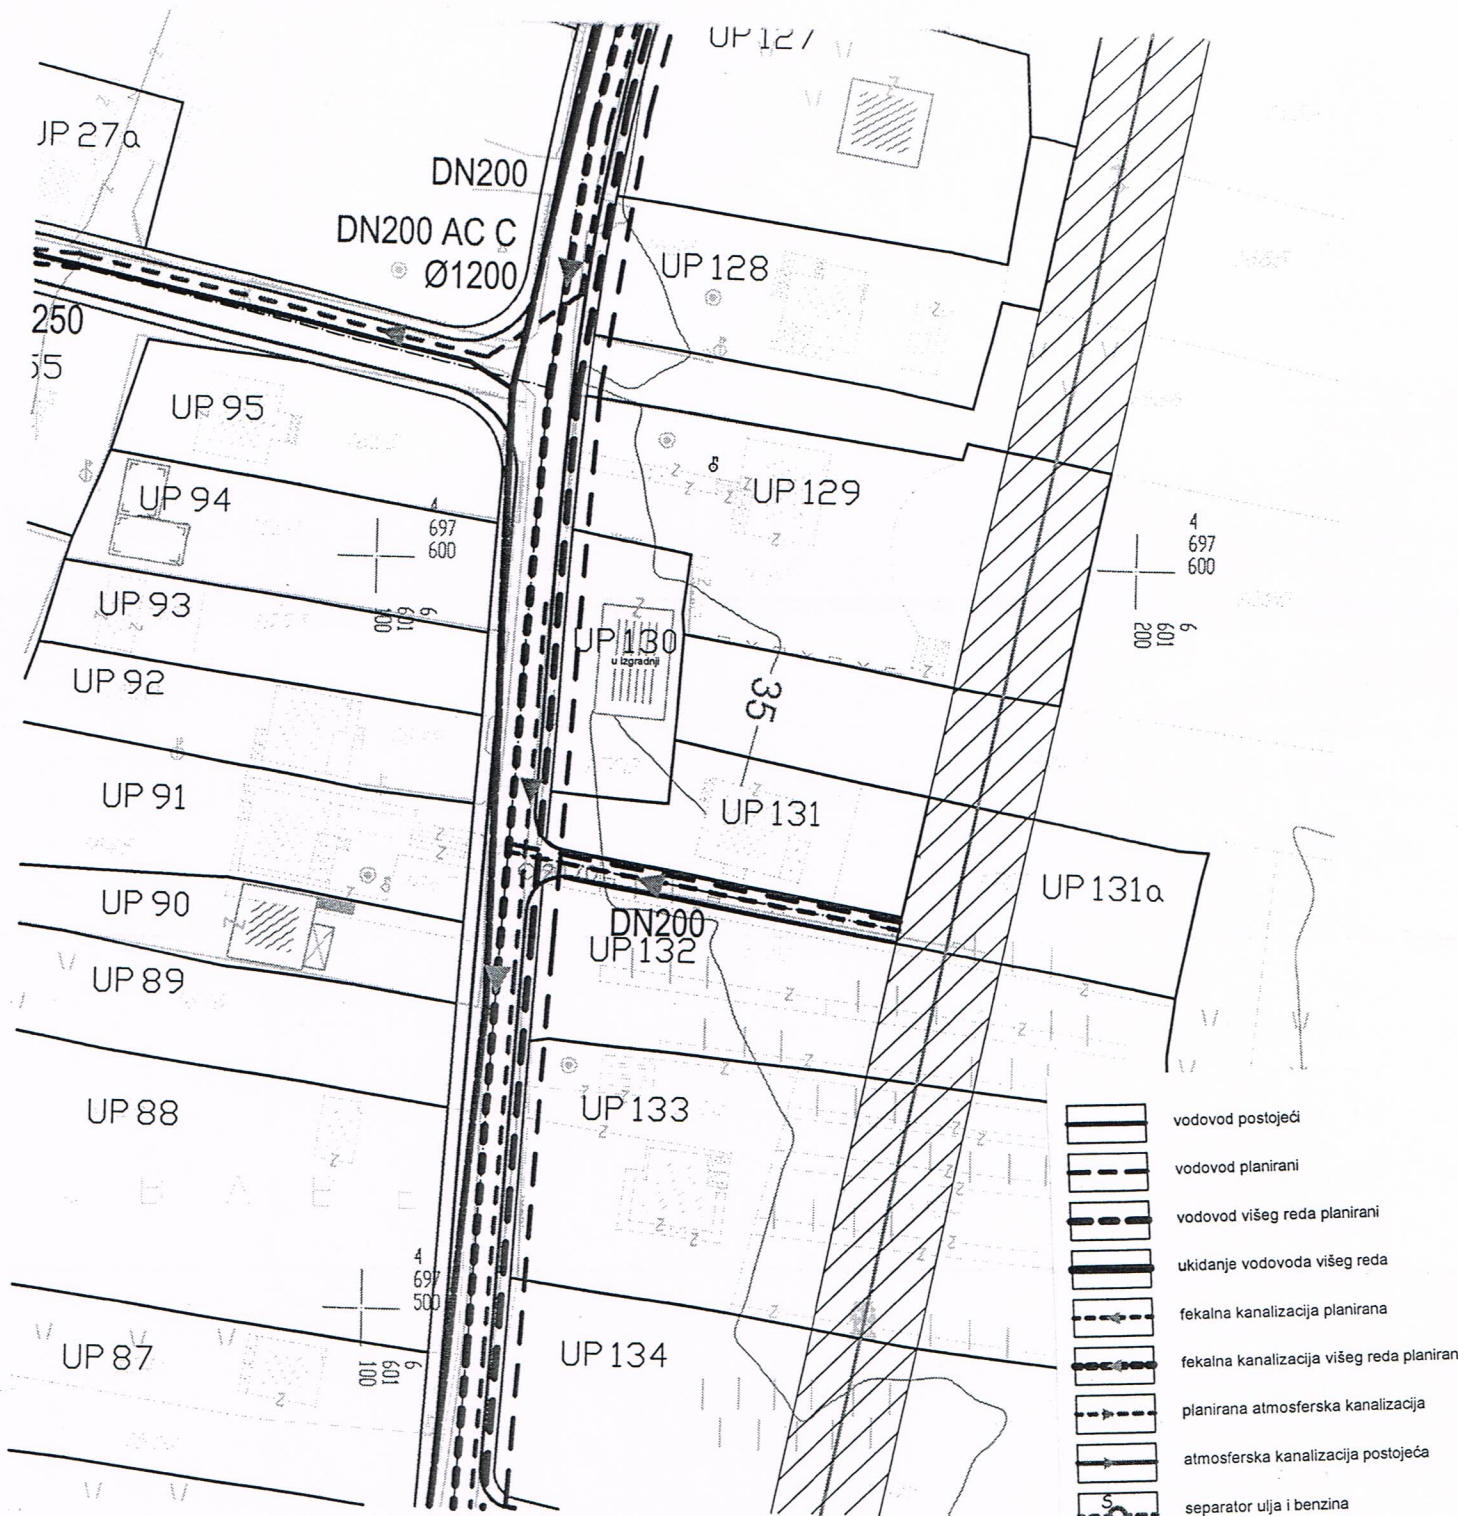 UP 127
UP 27a
DN200
DN200 AC C
Ø1200
UP 128
250
55
UP 95
UP 94
4
697
600
6
601
100
UP 129
4
697
600
6
601
200
UP 93
UP 130
u izgradnji
UP 92
35
UP 91
UP 131
UP 131a
UP 90
DN200
UP 132
UP 89
UP 88
UP 133
4
697
500
6
601
100
UP 87
UP 134
vodovod postojeći
vodovod planirani
vodovod višeg reda planirani
ukidanje vodovoda višeg reda
fekalna kanalizacija planirana
fekalna kanalizacija višeg reda planiran
planirana atmosferska kanalizacija
atmosferska kanalizacija postojeća
S
separator ulja i benzina